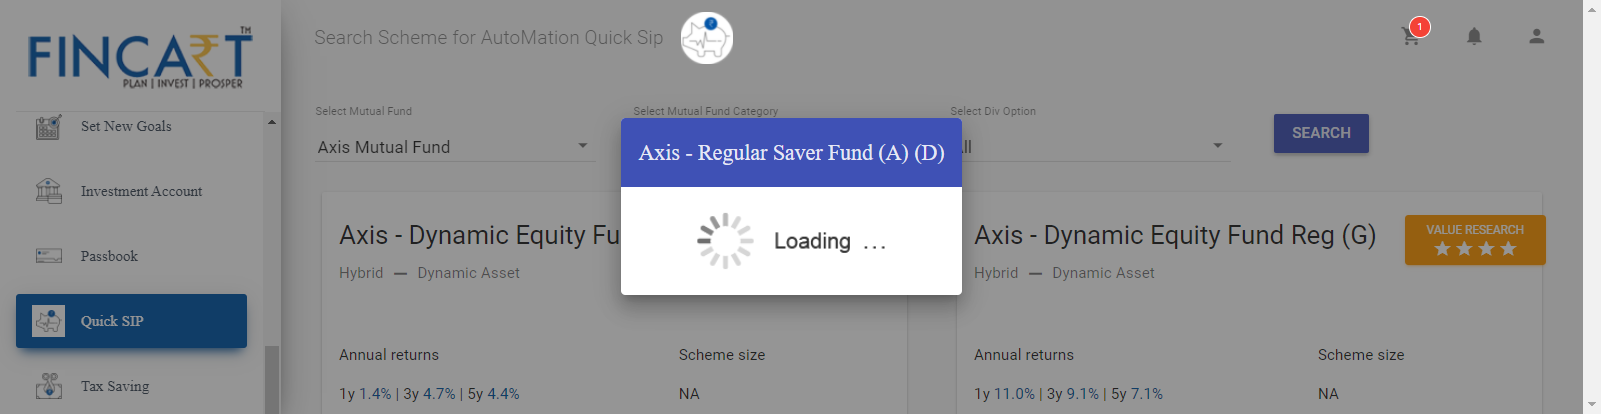 FINCART™
PLAN | INVEST | PROSPER
Set New Goals
Investment Account
Passbook
Quick SIP
Tax Saving
Search Scheme for AutoMation Quick Sip
1
Select Mutual Fund
Axis Mutual Fund
Select Mutual Fund Category
Select Div Option
SEARCH
Axis - Regular Saver Fund (A) (D)
Loading ...
Axis - Dynamic Equity Fu
Hybrid — Dynamic Asset
Annual returns
Scheme size
1y 1.4% | 3y 4.7% | 5y 4.4%
NA
Axis - Dynamic Equity Fund Reg (G)
VALUE RESEARCH
Hybrid — Dynamic Asset
Annual returns
Scheme size
1y 11.0% | 3y 9.1% | 5y 7.1%
NA